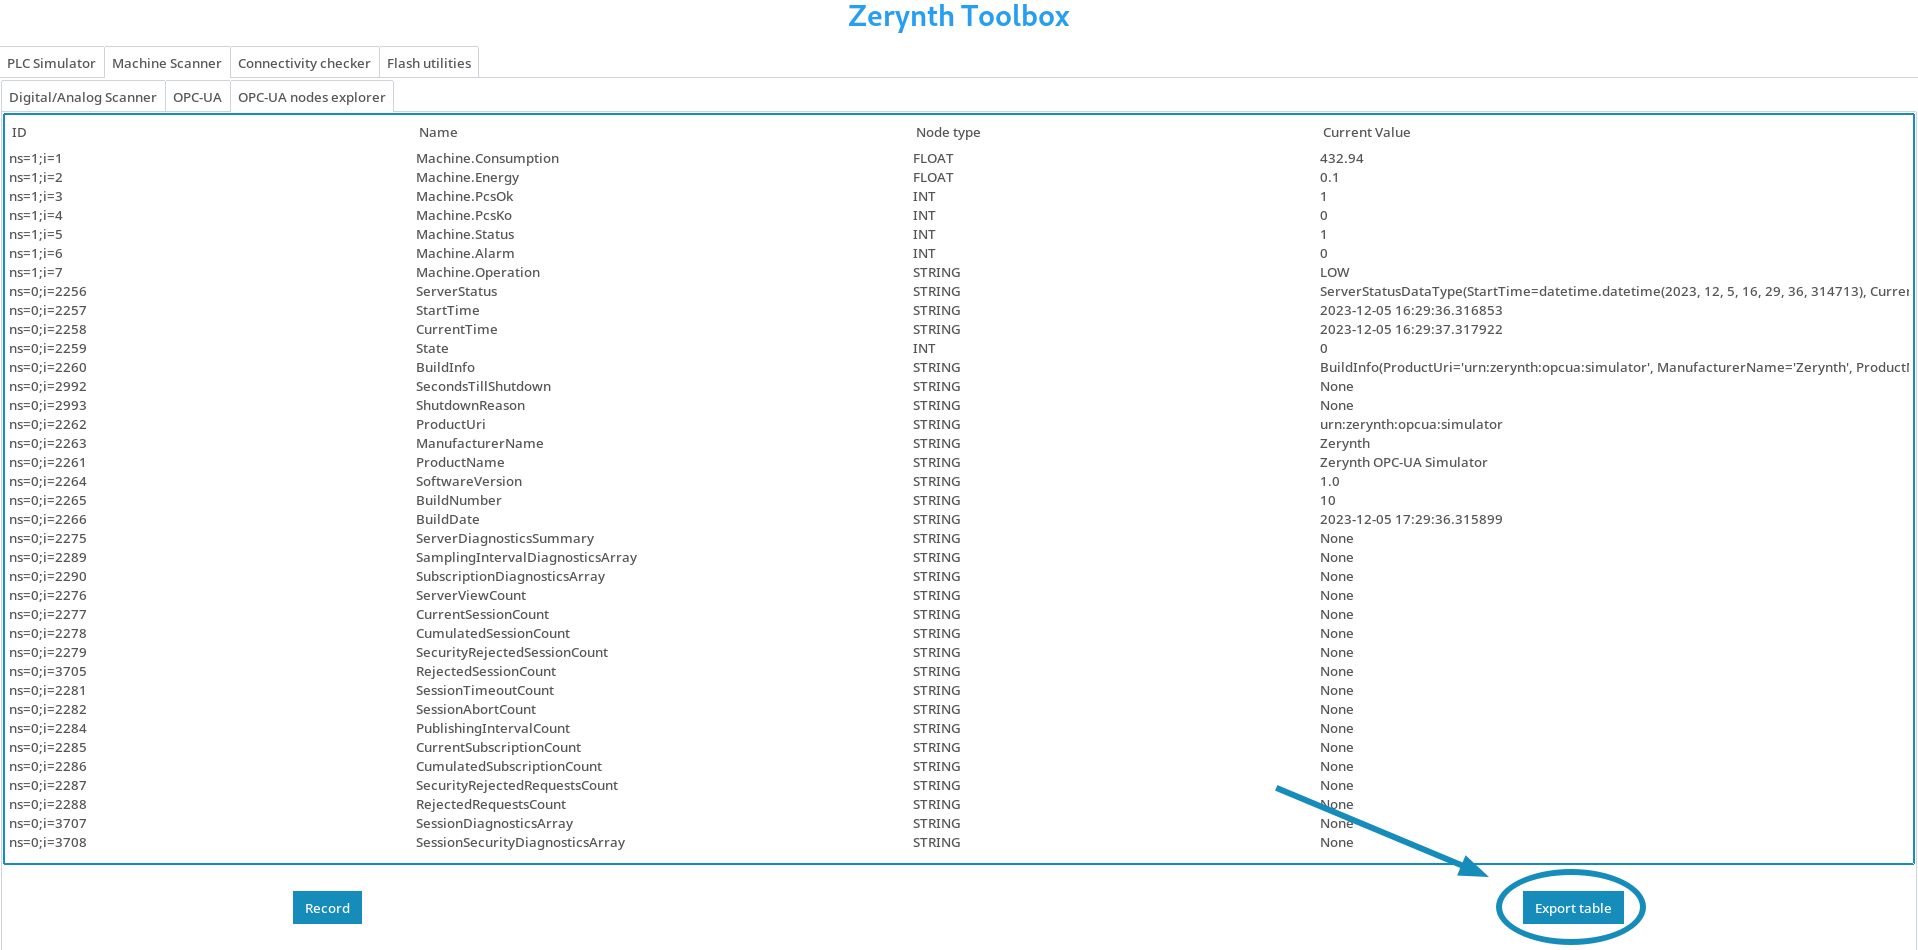 Zerynth Toolbox
PLC Simulator Machine Scanner Connectivity checker Flash utilities
Digital/Analog Scanner OPC-UA OPC-UA nodes explorer
ID Name Node type Current Value
ns=1;i=1 Machine.Consumption FLOAT 432.94
ns=1;i=2 Machine.Energy FLOAT 0.1
ns=1;i=3 Machine.PcsOk INT 1
ns=1;i=4 Machine.PcsKo INT 0
ns=1;i=5 Machine.Status INT 1
ns=1;i=6 Machine.Alarm INT 0
ns=1;i=7 Machine.Operation STRING LOW
ns=0;i=2256 ServerStatus STRING ServerStatusDataType(StartTime=datetime.datetime(2023, 12, 5, 16, 29, 36, 314713), Curre
ns=0;i=2257 StartTime STRING 2023-12-05 16:29:36.316853
ns=0;i=2258 CurrentTime STRING 2023-12-05 16:29:37.317922
ns=0;i=2259 State INT 0
ns=0;i=2260 BuildInfo STRING BuildInfo(ProductUri='urn:zerynth:opcua:simulator', ManufacturerName='Zerynth', Product
ns=0;i=2992 SecondsTillShutdown STRING None
ns=0;i=2993 ShutdownReason STRING None
ns=0;i=2262 ProductUri STRING urn:zerynth:opcua:simulator
ns=0;i=2263 ManufacturerName STRING Zerynth
ns=0;i=2261 ProductName STRING Zerynth OPC-UA Simulator
ns=0;i=2264 SoftwareVersion STRING 1.0
ns=0;i=2265 BuildNumber STRING 10
ns=0;i=2266 BuildDate STRING 2023-12-05 17:29:36.315899
ns=0;i=2275 ServerDiagnosticsSummary STRING None
ns=0;i=2289 SamplingIntervalDiagnosticsArray STRING None
ns=0;i=2290 SubscriptionDiagnosticsArray STRING None
ns=0;i=2276 ServerViewCount STRING None
ns=0;i=2277 CurrentSessionCount STRING None
ns=0;i=2278 CumulatedSessionCount STRING None
ns=0;i=2279 SecurityRejectedSessionCount STRING None
ns=0;i=3705 RejectedSessionCount STRING None
ns=0;i=2281 SessionTimeoutCount STRING None
ns=0;i=2282 SessionAbortCount STRING None
ns=0;i=2284 PublishingIntervalCount STRING None
ns=0;i=2285 CurrentSubscriptionCount STRING None
ns=0;i=2286 CumulatedSubscriptionCount STRING None
ns=0;i=2287 SecurityRejectedRequestsCount STRING None
ns=0;i=2288 RejectedRequestsCount STRING None
ns=0;i=3707 SessionDiagnosticsArray STRING None
ns=0;i=3708 SessionSecurityDiagnosticsArray STRING None
Record Export table